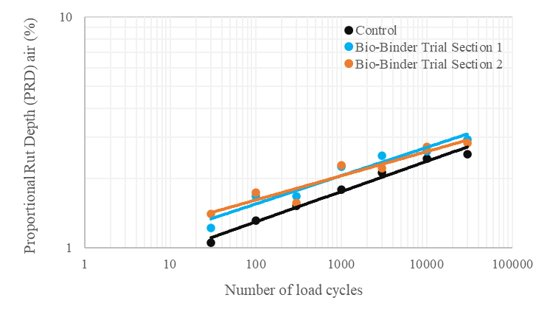 10
Control
Bio-Binder Trial Section 1
Bio-Binder Trial Section 2
Proportional Rut Depth (PRD) air (%)
1
1 10 100 1000 10000 100000
Number of load cycles